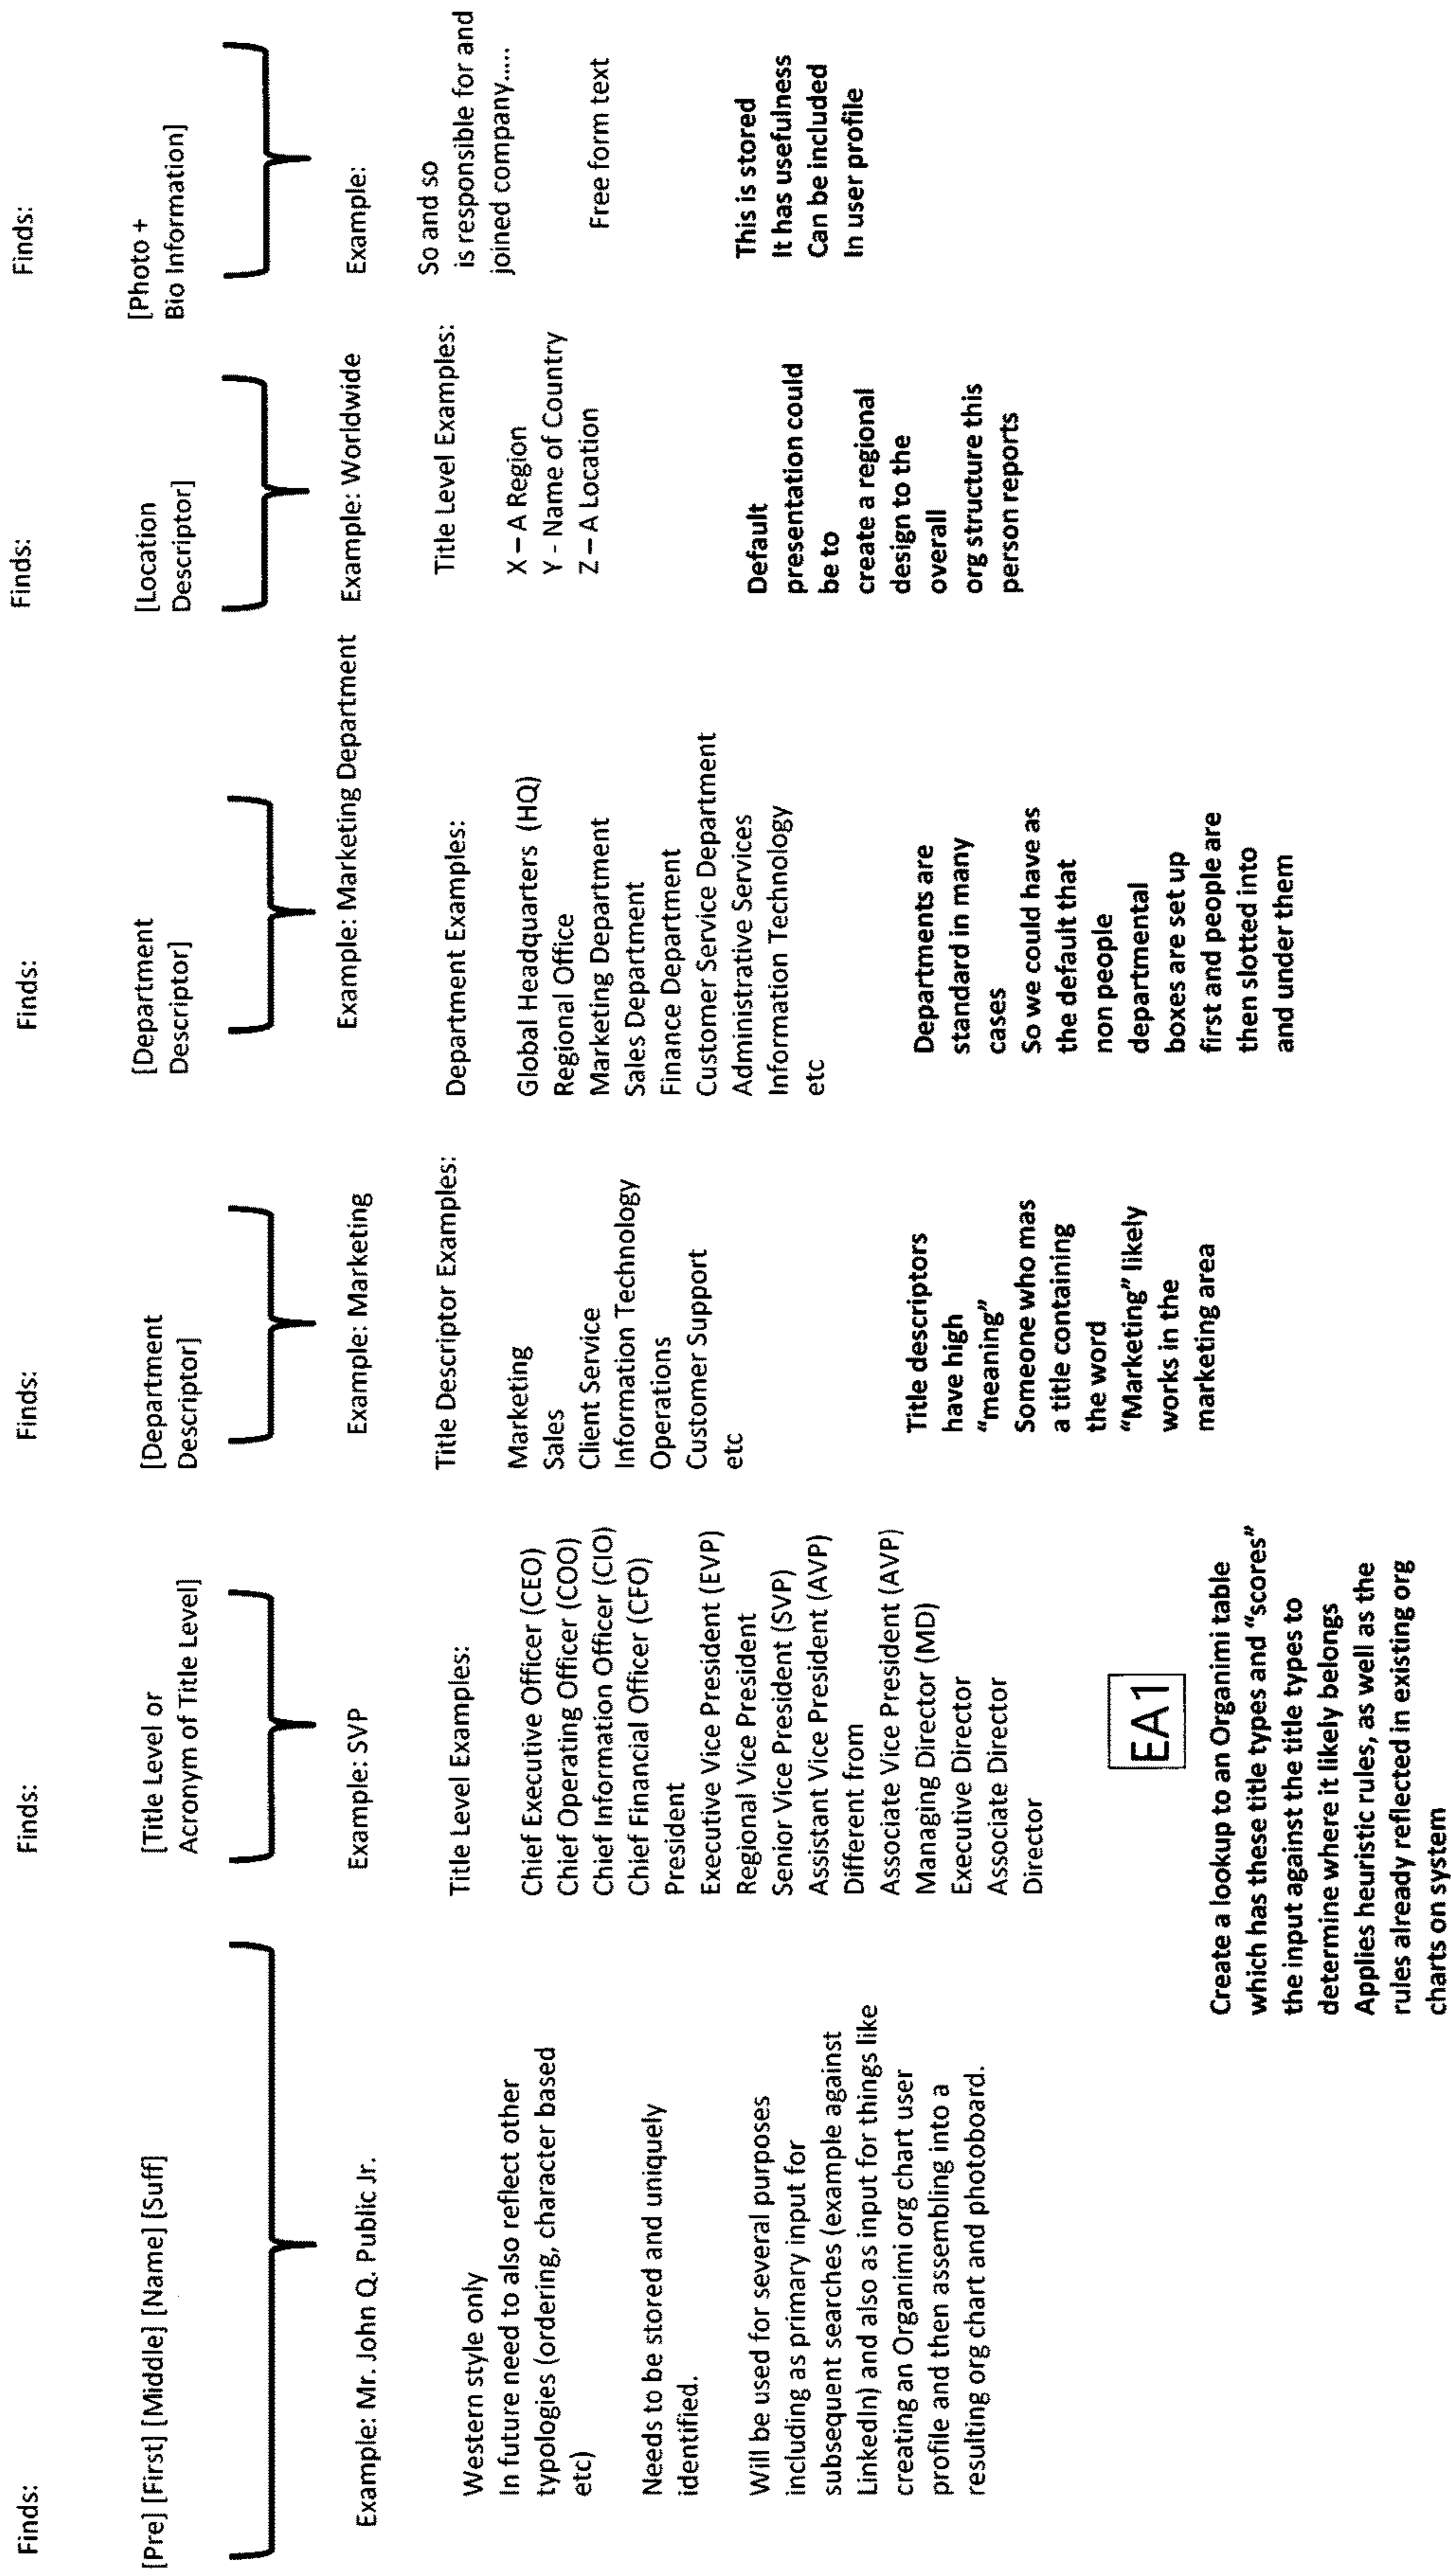 Finds:
[Pre] [First] [Middle] [Name] [Suff]
Example: Mr. John Q. Public Jr.
Western style only
In future need to also reflect other
typologies (ordering, character based
etc)
Needs to be stored and uniquely
identified.
Will be used for several purposes
including as primary input for
subsequent searches (example against
LinkedIn) and also as input for things like
creating an Organimi org chart user
profile and then assembling into a
resulting org chart and photoboard.
Finds:
[Title Level or
Acronym of Title Level]
Example: SVP
Title Level Examples:
Chief Executive Officer (CEO)
Chief Operating Officer (COO)
Chief Information Officer (CIO)
Chief Financial Officer (CFO)
President
Executive Vice President (EVP)
Regional Vice President
Senior Vice President (SVP)
Assistant Vice President (AVP)
Different from
Associate Vice President (AVP)
Managing Director (MD)
Executive Director
Associate Director
Director
EA1
Create a lookup to an Organimi table
which has these title types and “scores”
the input against the title types to
determine where it likely belongs
Applies heuristic rules, as well as the
rules already reflected in existing org
charts on system
Finds:
[Department
Descriptor]
Example: Marketing
Title Descriptor Examples:
Marketing
Sales
Client Service
Information Technology
Operations
Customer Support
etc
Title descriptors
have high
“meaning”
Someone who mas
a title containing
the word
“Marketing” likely
works in the
marketing area
Finds:
[Department
Descriptor]
Example: Marketing Department
Department Examples:
Global Headquarters (HQ)
Regional Office
Marketing Department
Sales Department
Finance Department
Customer Service Department
Administrative Services
Information Technology
etc
Departments are
standard in many
cases
So we could have as
the default that
non people
departmental
boxes are set up
first and people are
then slotted into
and under them
Finds:
[Location
Descriptor]
Example: Worldwide
Title Level Examples:
X – A Region
Y - Name of Country
Z – A Location
Default
presentation could
be to
create a regional
design to the
overall
org structure this
person reports
Finds:
[Photo +
Bio Information]
Example:
So and so
is responsible for and
joined company.....
Free form text
This is stored
It has usefulness
Can be included
In user profile